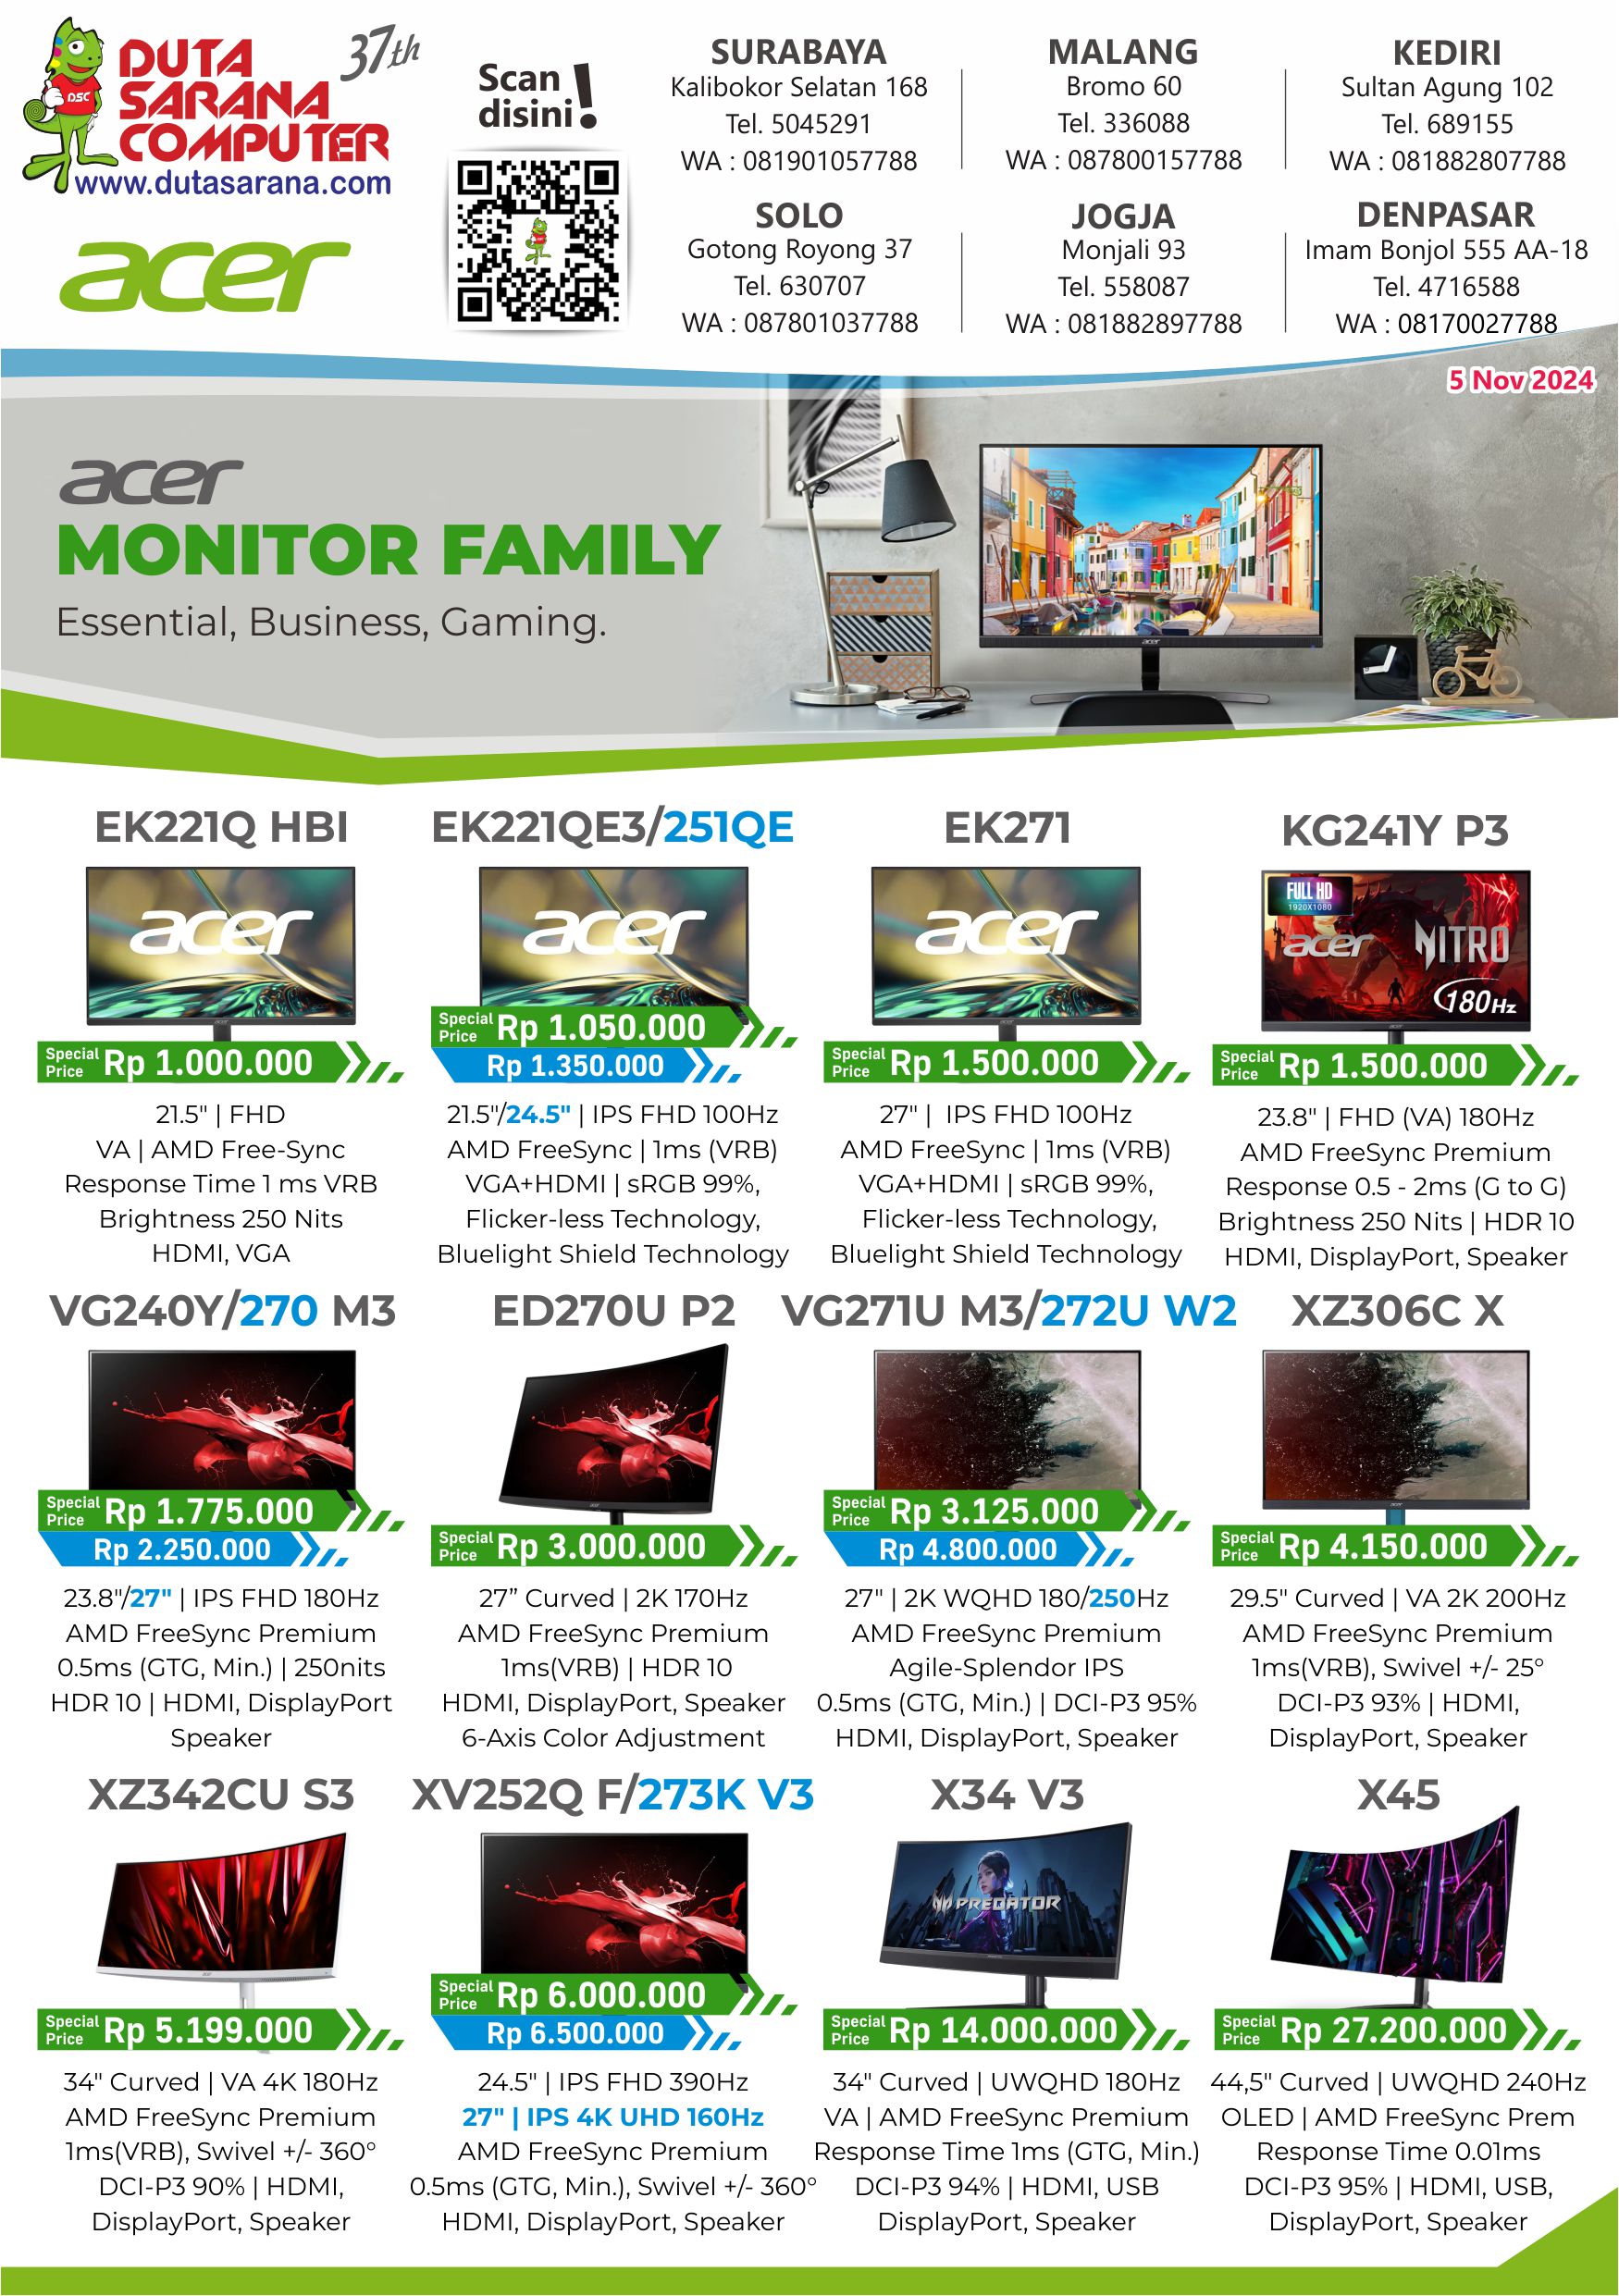 DUTA
SARANA
COMPUTER
37th
DSC
www.dutasarana.com
acer
Scan
disini!
SURABAYA
Kalibokor Selatan 168
Tel. 5045291
WA : 081901057788
MALANG
Bromo 60
Tel. 336088
WA : 087800157788
KEDIRI
Sultan Agung 102
Tel. 689155
WA : 081882807788
SOLO
Gotong Royong 37
Tel. 630707
WA : 087801037788
JOGJA
Monjali 93
Tel. 558087
WA : 081882897788
DENPASAR
Imam Bonjol 555 AA-18
Tel. 4716588
WA : 08170027788
5 Nov 2024
acer
MONITOR FAMILY
Essential, Business, Gaming.
acer
EK221Q HBI
acer
Special Price Rp 1.000.000
21.5" | FHD
VA | AMD Free-Sync
Response Time 1 ms VRB
Brightness 250 Nits
HDMI, VGA
EK221QE3/251QE
acer
Special Price Rp 1.050.000
Rp 1.350.000
21.5"/24.5" | IPS FHD 100Hz
AMD FreeSync | 1ms (VRB)
VGA+HDMI | sRGB 99%,
Flicker-less Technology,
Bluelight Shield Technology
EK271
acer
Special Price Rp 1.500.000
27" | IPS FHD 100Hz
AMD FreeSync | 1ms (VRB)
VGA+HDMI | sRGB 99%,
Flicker-less Technology,
Bluelight Shield Technology
KG241Y P3
FULL HD
1920X1080
acer NITRO
180Hz
Special Price Rp 1.500.000
23.8" | FHD (VA) 180Hz
AMD FreeSync Premium
Response 0.5 - 2ms (G to G)
Brightness 250 Nits | HDR 10
HDMI, DisplayPort, Speaker
VG240Y/270 M3
Special Price Rp 1.775.000
Rp 2.250.000
23.8"/27" | IPS FHD 180Hz
AMD FreeSync Premium
0.5ms (GTG, Min.) | 250nits
HDR 10 | HDMI, DisplayPort
Speaker
ED270U P2
Special Price Rp 3.000.000
27” Curved | 2K 170Hz
AMD FreeSync Premium
1ms(VRB) | HDR 10
HDMI, DisplayPort, Speaker
6-Axis Color Adjustment
VG271U M3/272U W2
Special Price Rp 3.125.000
Rp 4.800.000
27" | 2K WQHD 180/250Hz
AMD FreeSync Premium
Agile-Splendor IPS
0.5ms (GTG, Min.) | DCI-P3 95%
HDMI, DisplayPort, Speaker
XZ306C X
Special Price Rp 4.150.000
29.5" Curved | VA 2K 200Hz
AMD FreeSync Premium
1ms(VRB), Swivel +/- 25°
DCI-P3 93% | HDMI,
DisplayPort, Speaker
XZ342CU S3
Special Price Rp 5.199.000
34" Curved | VA 4K 180Hz
AMD FreeSync Premium
1ms(VRB), Swivel +/- 360°
DCI-P3 90% | HDMI,
DisplayPort, Speaker
XV252Q F/273K V3
Special Price Rp 6.000.000
Rp 6.500.000
24.5" | IPS FHD 390Hz
27" | IPS 4K UHD 160Hz
AMD FreeSync Premium
0.5ms (GTG, Min.), Swivel +/- 360°
HDMI, DisplayPort, Speaker
X34 V3
PREDATOR
Special Price Rp 14.000.000
34" Curved | UWQHD 180Hz
VA | AMD FreeSync Premium
Response Time 1ms (GTG, Min.)
DCI-P3 94% | HDMI, USB
DisplayPort, Speaker
X45
Special Price Rp 27.200.000
44,5" Curved | UWQHD 240Hz
OLED | AMD FreeSync Prem
Response Time 0.01ms
DCI-P3 95% | HDMI, USB,
DisplayPort, Speaker